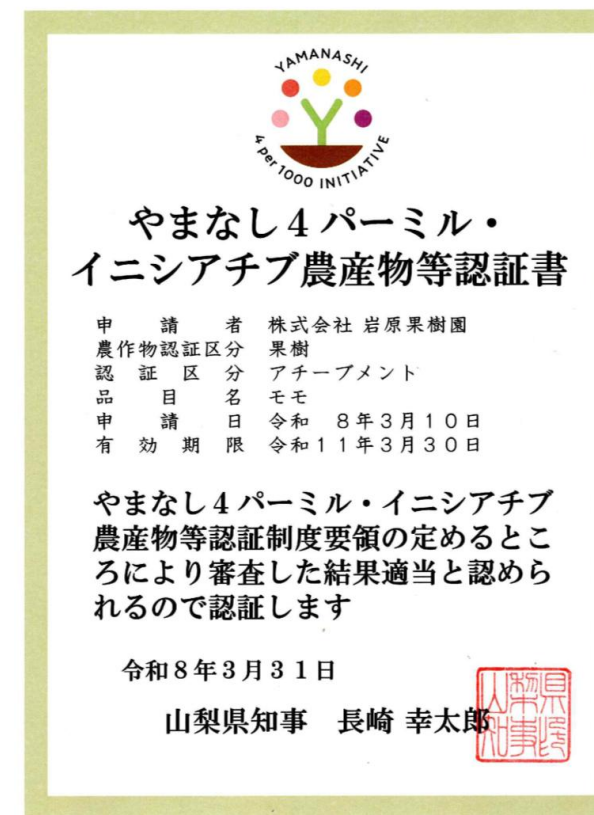 YAMANASHI
4 per 1000 INITIATIVE
やまなし4パーミル・
イニシアチブ農産物等認証書
申請者 株式会社 岩原果樹園
農作物認証区分 果樹
認証区分 アチーブメント
品目名 モモ
申請日 令和 8年3月10日
有効期限 令和11年3月30日
やまなし4パーミル・イニシアチブ
農産物等認証制度要領の定めるとこ
ろにより審査した結果適当と認めら
れるので認証します
令和8年3月31日
山梨県知事 長崎 幸太郎